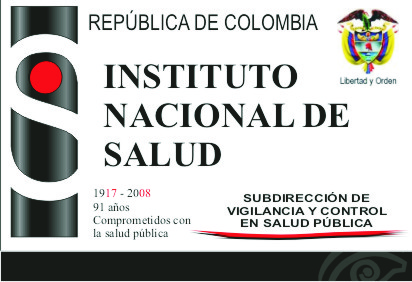 REPÚBLICA DE COLOMBIA
Libertad y Orden
INSTITUTO
NACIONAL DE
SALUD
1917 - 2008
91 años
Comprometidos con
la salud pública
SUBDIRECCIÓN DE
VIGILANCIA Y CONTROL
EN SALUD PÚBLICA